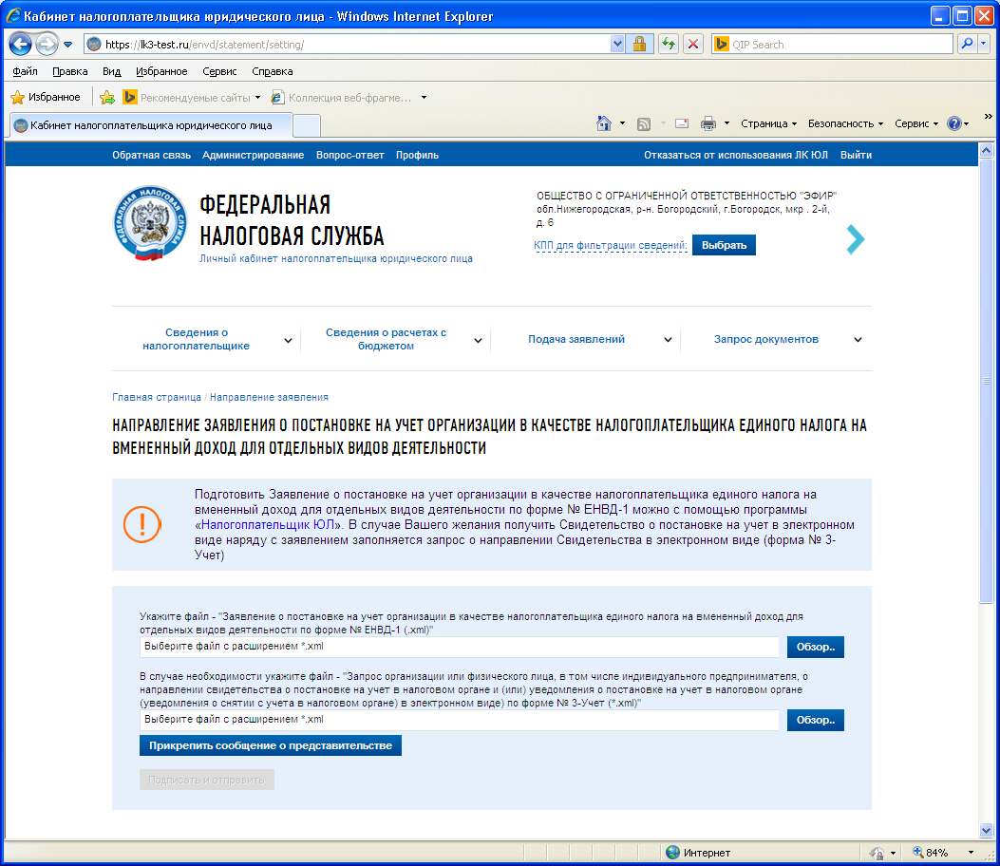 Кабинет налогоплательщика юридического лица - Windows Internet Explorer
https://lk3-test.ru/envd/statement/setting/
QIP Search
Файл Правка Вид Избранное Сервис Справка
Избранное Рекомендуемые сайты Коллекция веб-фрагме...
Кабинет налогоплательщика юридического лица
Страница Безопасность Сервис »
Обратная связь Администрирование Вопрос-ответ Профиль Отказаться от использования ЛК ЮЛ Выйти
ФЕДЕРАЛЬНАЯ НАЛОГОВАЯ СЛУЖБА
ФЕДЕРАЛЬНАЯ
НАЛОГОВАЯ СЛУЖБА
Личный кабинет налогоплательщика юридического лица
ОБЩЕСТВО С ОГРАНИЧЕННОЙ ОТВЕТСТВЕННОСТЬЮ "ЭФИР"
обл.Нижегородская, р-н. Богородский, г.Богородск, мкр . 2-й,
д. 6
КПП для фильтрации сведений: Выбрать
Сведения о
налогоплательщике
Сведения о расчетах с
бюджетом
Подача заявлений
Запрос документов
Главная страница / Направление заявления
НАПРАВЛЕНИЕ ЗАЯВЛЕНИЯ О ПОСТАНОВКЕ НА УЧЕТ ОРГАНИЗАЦИИ В КАЧЕСТВЕ НАЛОГОПЛАТЕЛЬЩИКА ЕДИНОГО НАЛОГА НА
ВМЕНЕННЫЙ ДОХОД ДЛЯ ОТДЕЛЬНЫХ ВИДОВ ДЕЯТЕЛЬНОСТИ
Подготовить Заявление о постановке на учет организации в качестве налогоплательщика единого налога на
вмененный доход для отдельных видов деятельности по форме № ЕНВД-1 можно с помощью программы
«Налогоплательщик ЮЛ». В случае Вашего желания получить Свидетельство о постановке на учет в электронном
виде наряду с заявлением заполняется запрос о направлении Свидетельства в электронном виде (форма № 3-
Учет)
Укажите файл - "Заявление о постановке на учет организации в качестве налогоплательщика единого налога на вмененный доход для
отдельных видов деятельности по форме № ЕНВД-1 (.xml)"
Выберите файл с расширением *.xml Обзор..
В случае необходимости укажите файл - "Запрос организации или физического лица, в том числе индивидуального предпринимателя, о
направлении свидетельства о постановке на учет в налоговом органе и (или) уведомления о постановке на учет в налоговом органе
(уведомления о снятии с учета в налоговом органе) в электронном виде) по форме № 3-Учет (*.xml)"
Выберите файл с расширением *.xml Обзор..
Прикрепить сообщение о представительстве
Подписать и отправить
Интернет 84%